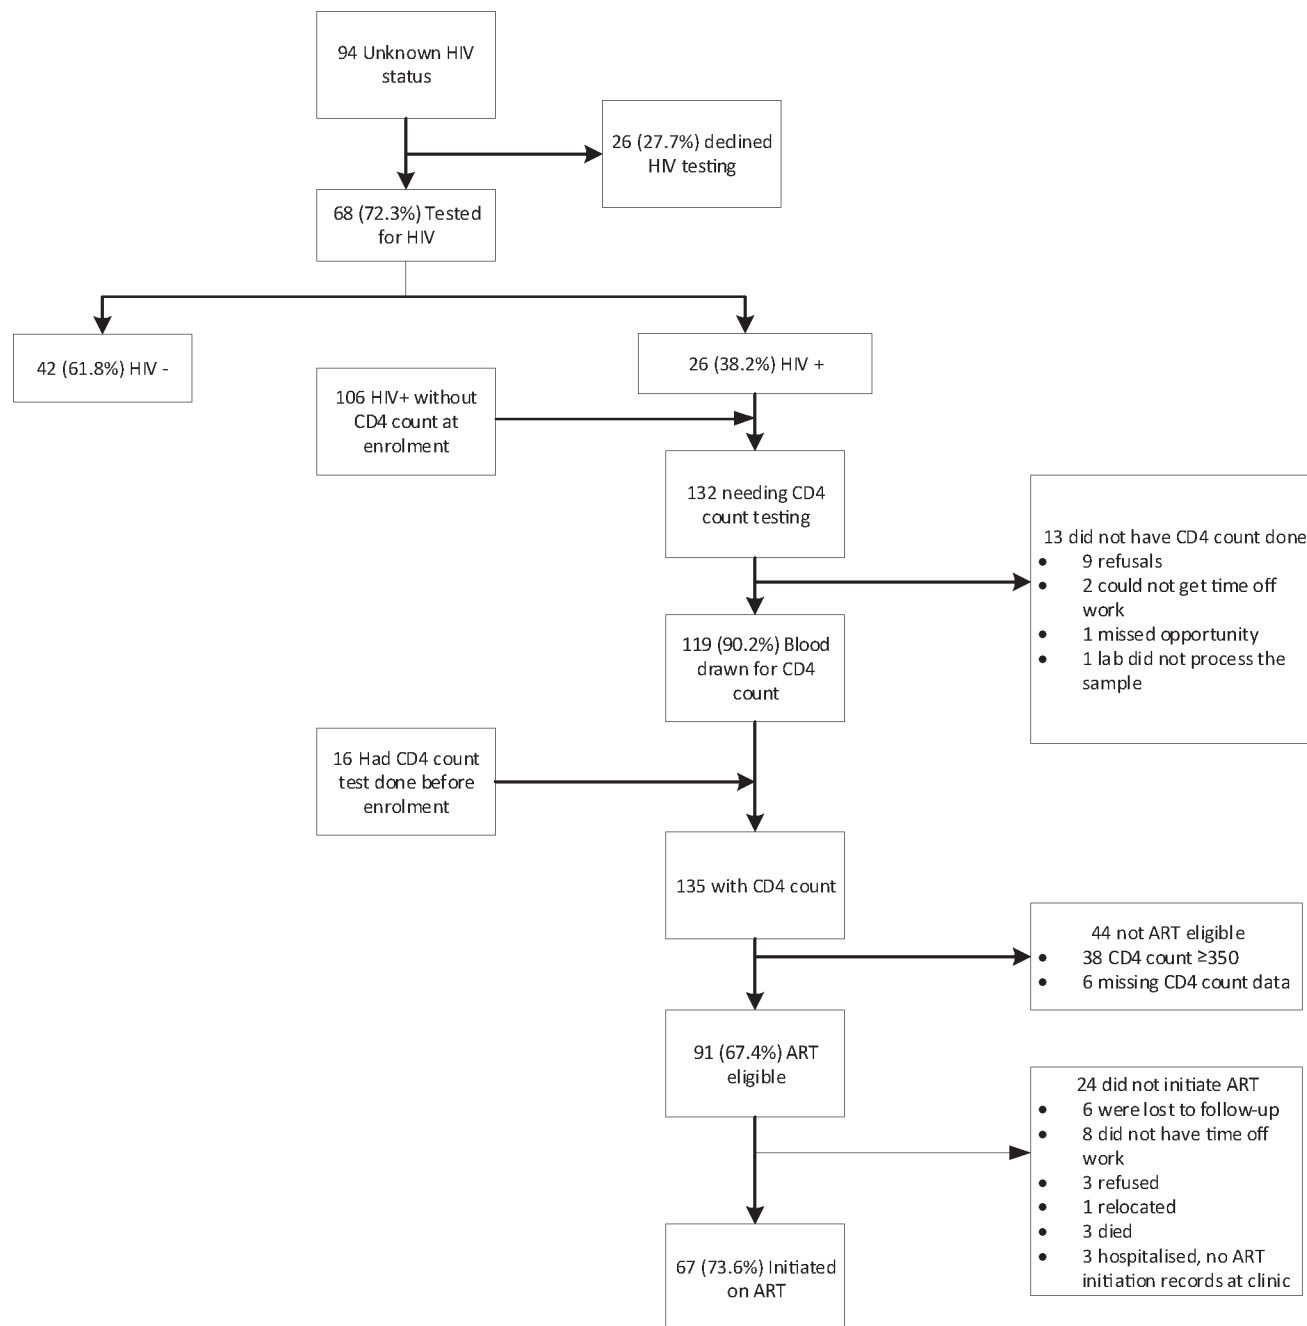 94 Unknown HIV
status
26 (27.7%) declined
HIV testing
68 (72.3%) Tested
for HIV
42 (61.8%) HIV -
26 (38.2%) HIV +
106 HIV+ without
CD4 count at
enrolment
132 needing CD4
count testing
13 did not have CD4 count done
• 9 refusals
• 2 could not get time off
work
• 1 missed opportunity
• 1 lab did not process the
sample
119 (90.2%) Blood
drawn for CD4
count
16 Had CD4 count
test done before
enrolment
135 with CD4 count
44 not ART eligible
• 38 CD4 count ≥350
• 6 missing CD4 count data
91 (67.4%) ART
eligible
24 did not initiate ART
• 6 were lost to follow-up
• 8 did not have time off
work
• 3 refused
• 1 relocated
• 3 died
• 3 hospitalised, no ART
initiation records at clinic
67 (73.6%) Initiated
on ART